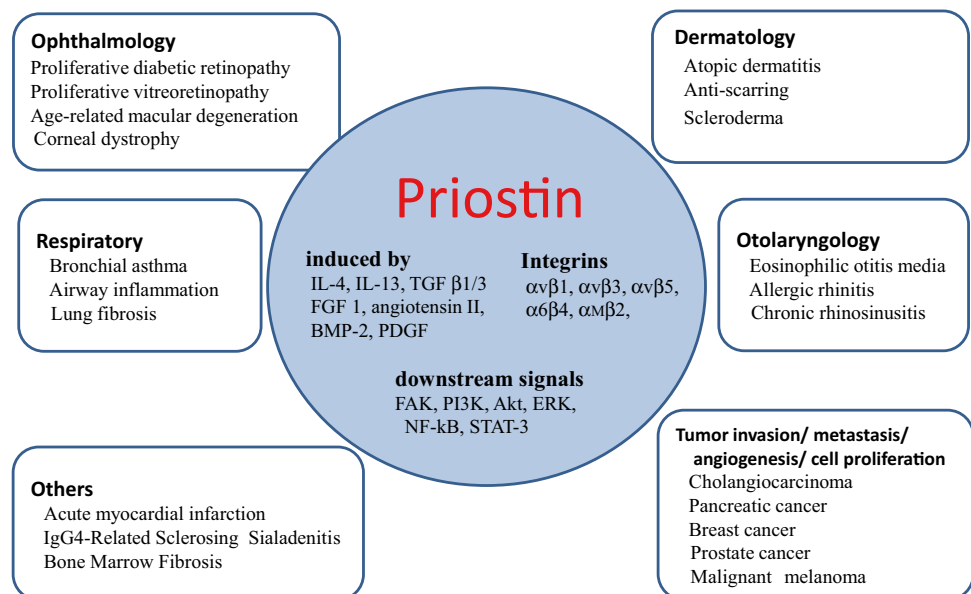 Ophthalmology
Proliferative diabetic retinopathy
Proliferative vitreoretinopathy
Age-related macular degeneration
Corneal dystrophy
Dermatology
Atopic dermatitis
Anti-scarring
Scleroderma
Priostin
induced by
IL-4, IL-13, TGF β1/3
FGF 1, angiotensin II,
BMP-2, PDGF
Integrins
αvβ1, αvβ3, αvβ5,
α6β4, αMβ2,
downstream signals
FAK, PI3K, Akt, ERK,
NF-kB, STAT-3
Respiratory
Bronchial asthma
Airway inflammation
Lung fibrosis
Otolaryngology
Eosinophilic otitis media
Allergic rhinitis
Chronic rhinosinusitis
Others
Acute myocardial infarction
IgG4-Related Sclerosing Sialadenitis
Bone Marrow Fibrosis
Tumor invasion/ metastasis/
angiogenesis/ cell proliferation
Cholangiocarcinoma
Pancreatic cancer
Breast cancer
Prostate cancer
Malignant melanoma